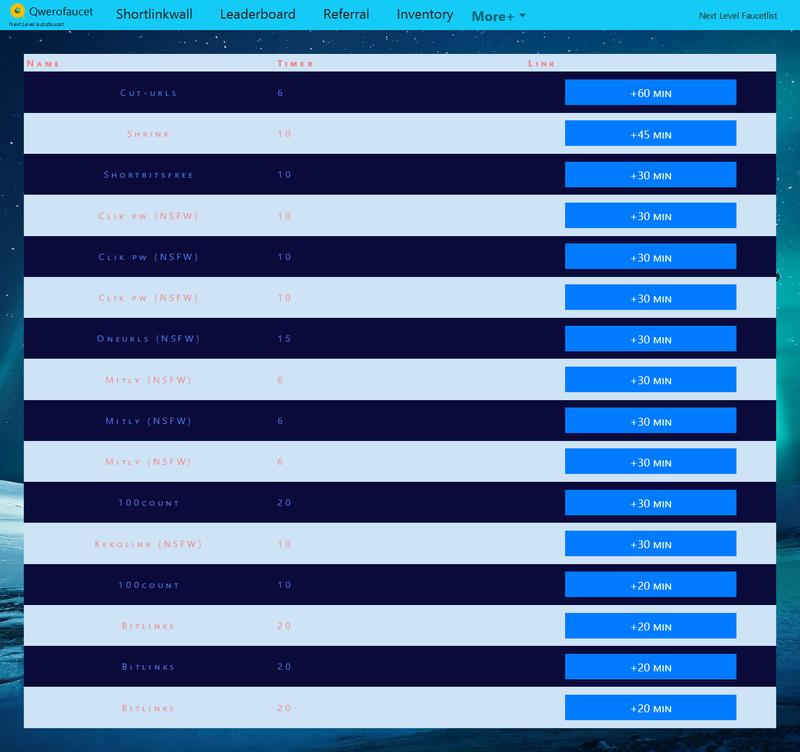 Qwerofaucet Shortlinkwall Leaderboard Referral Inventory More+ Next Level Faucetlist
Next Level autofaucet
Name Timer Link
Cut-urls 6 +60 min
Shrink 10 +45 min
Shortbitsfree 10 +30 min
Clik pw (NSFW) 10 +30 min
Clik pw (NSFW) 10 +30 min
Clik pw (NSFW) 10 +30 min
Oneurls (NSFW) 15 +30 min
Mitly (NSFW) 6 +30 min
Mitly (NSFW) 6 +30 min
Mitly (NSFW) 6 +30 min
100count 20 +30 min
Kekolink (NSFW) 10 +30 min
100count 10 +20 min
Bitlinks 20 +20 min
Bitlinks 20 +20 min
Bitlinks 20 +20 min